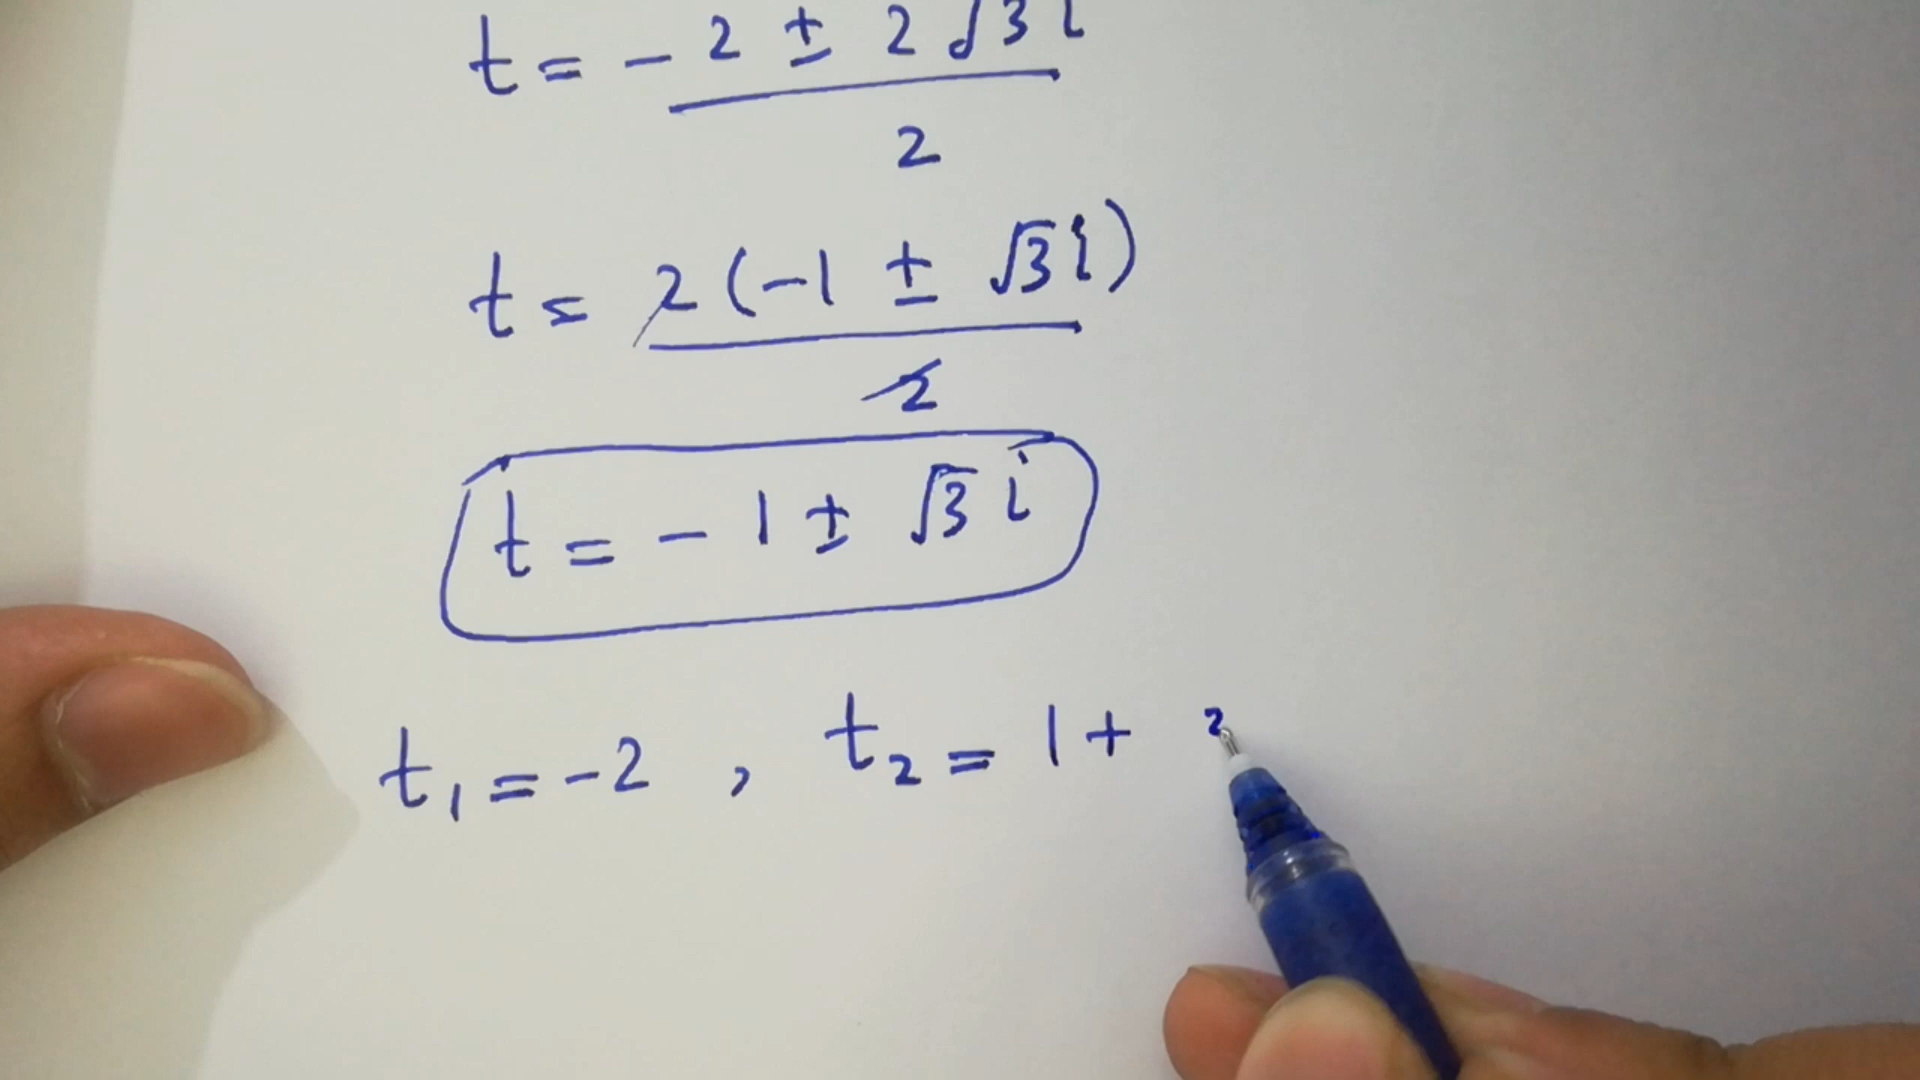 t = - 2 ± 2 √3 i
2
t = 2 ( -1 ± √3 i )
2
t = - 1 ± √3 i
t₁ = -2 , t₂ = 1 +